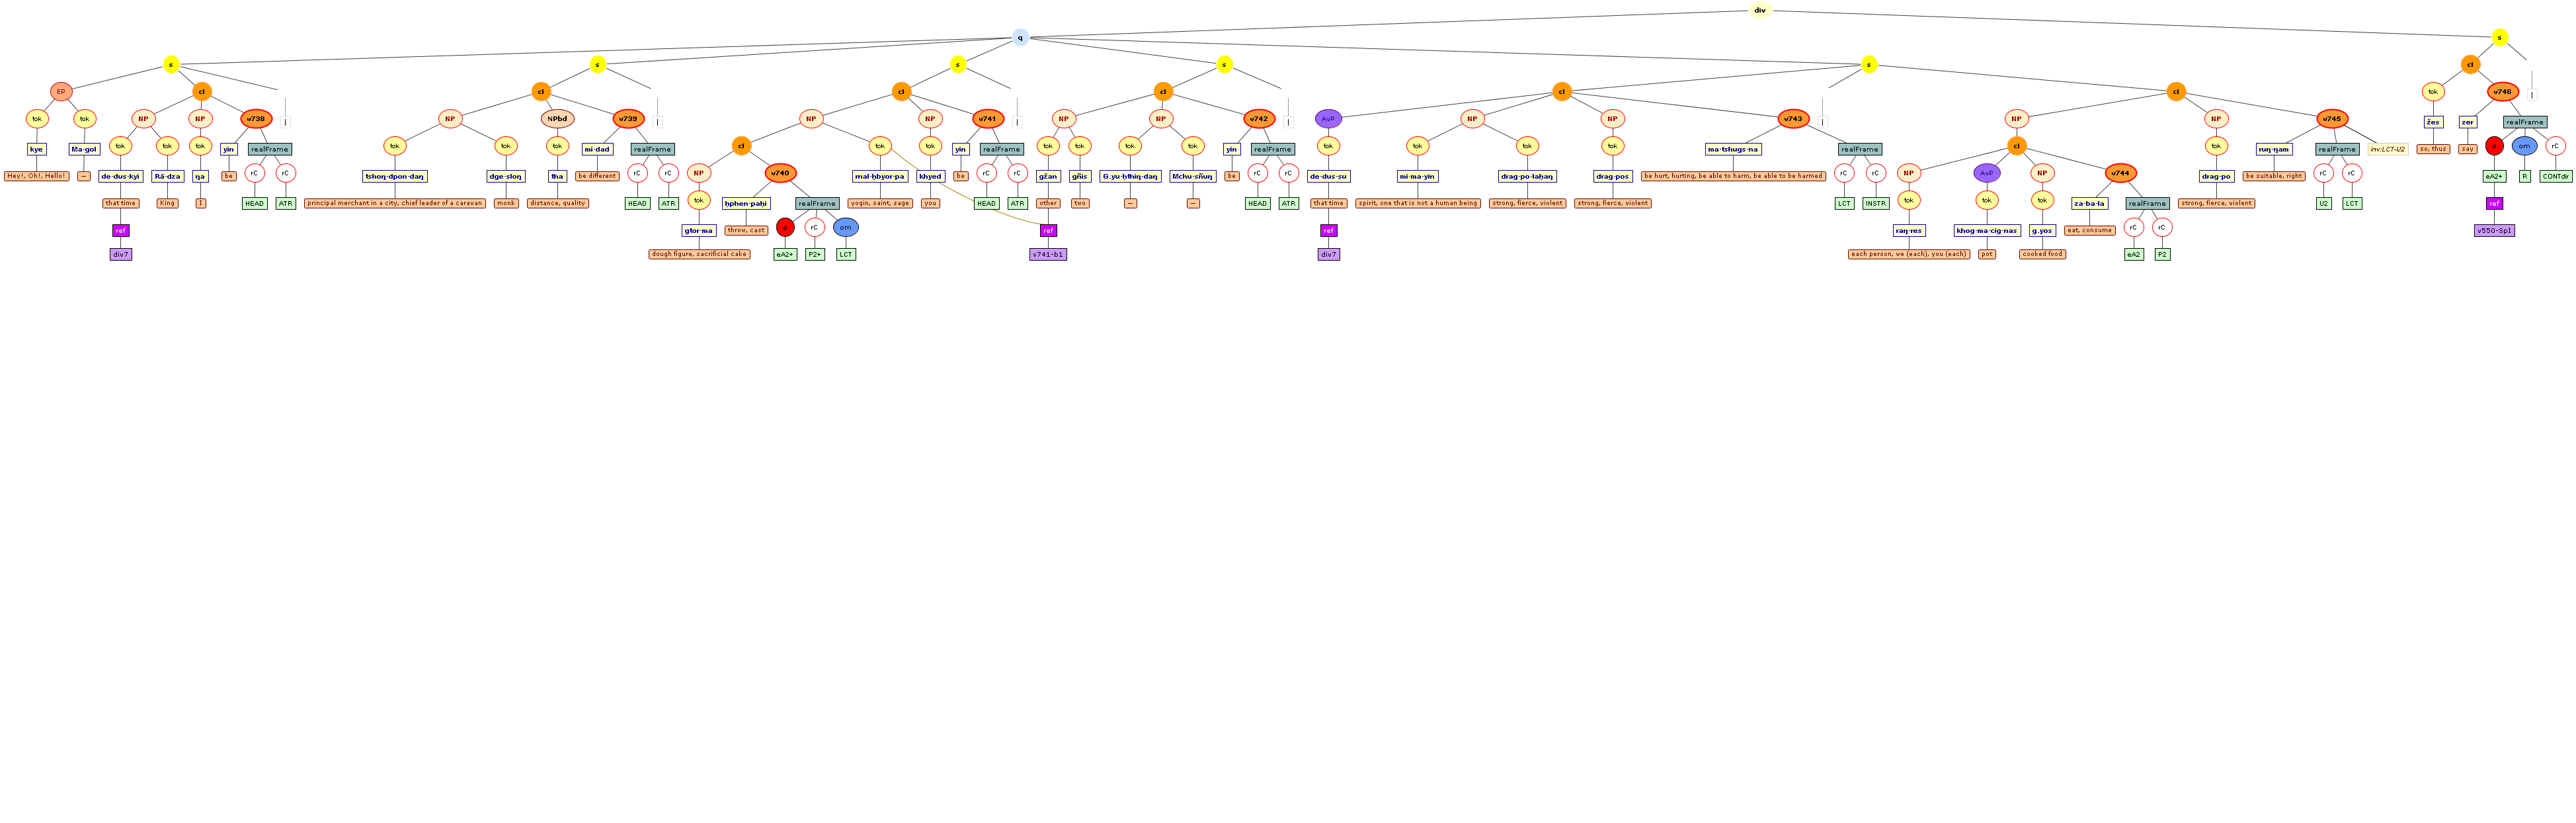 div
q s
s s s s s cl
EP cl cl cl cl AvP cl cl tok v746 |
tok tok NP NP v738 | NP NPbd v739 | NP NP v741 | NP NP v742 | AvP NP NP v743 | NP NP v745 žes zer realFrame
kye Ma·gol tok tok tok yin realFrame tok tok tok mi·dad realFrame cl tok tok yin realFrame tok tok tok tok yin realFrame tok tok tok tok ma·tshugs·na realFrame cl tok ruŋ·ŋam realFrame inv:LCT-U2 so, thus say ø om rC
Hey!, Oh!, Hello! — de·dus·kyi Rā·dza ŋa be rC rC tshoŋ·dpon·daŋ dge·sloŋ tha be different rC rC NP v740 rnal·ḥbyor·pa khyed be rC rC gžan gñis G.yu·ḥthiŋ·daŋ Mchu·sñuŋ be rC rC de·dus·su mi·ma·yin drag·po·laḥaŋ drag·pos be hurt, hurting, be able to harm, be able to be harmed rC rC NP AvP NP v744 drag·po be suitable, right rC rC eA2+ R CONTdir
that time King I HEAD ATR principal merchant in a city, chief leader of a caravan monk distance, quality HEAD ATR tok ḥphen·paḥi realFrame yogin, saint, sage you HEAD ATR other two — — HEAD ATR that time spirit, one that is not a human being strong, fierce, violent strong, fierce, violent LCT INSTR tok tok tok za·ba·la realFrame strong, fierce, violent U2 LCT ref
ref gtor·ma throw, cast ø rC om ref ref raŋ·res khog·ma·cig·nas g.yos eat, consume rC rC v550-SpI
div7 dough figure, sacrificial cake eA2+ P2+ LCT v741-b1 div7 each person, we (each), you (each) pot cooked food eA2 P2